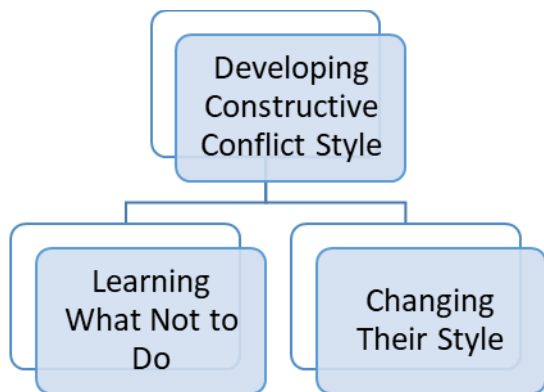 Developing
Constructive
Conflict Style
Learning
What Not to
Do
Changing
Their Style